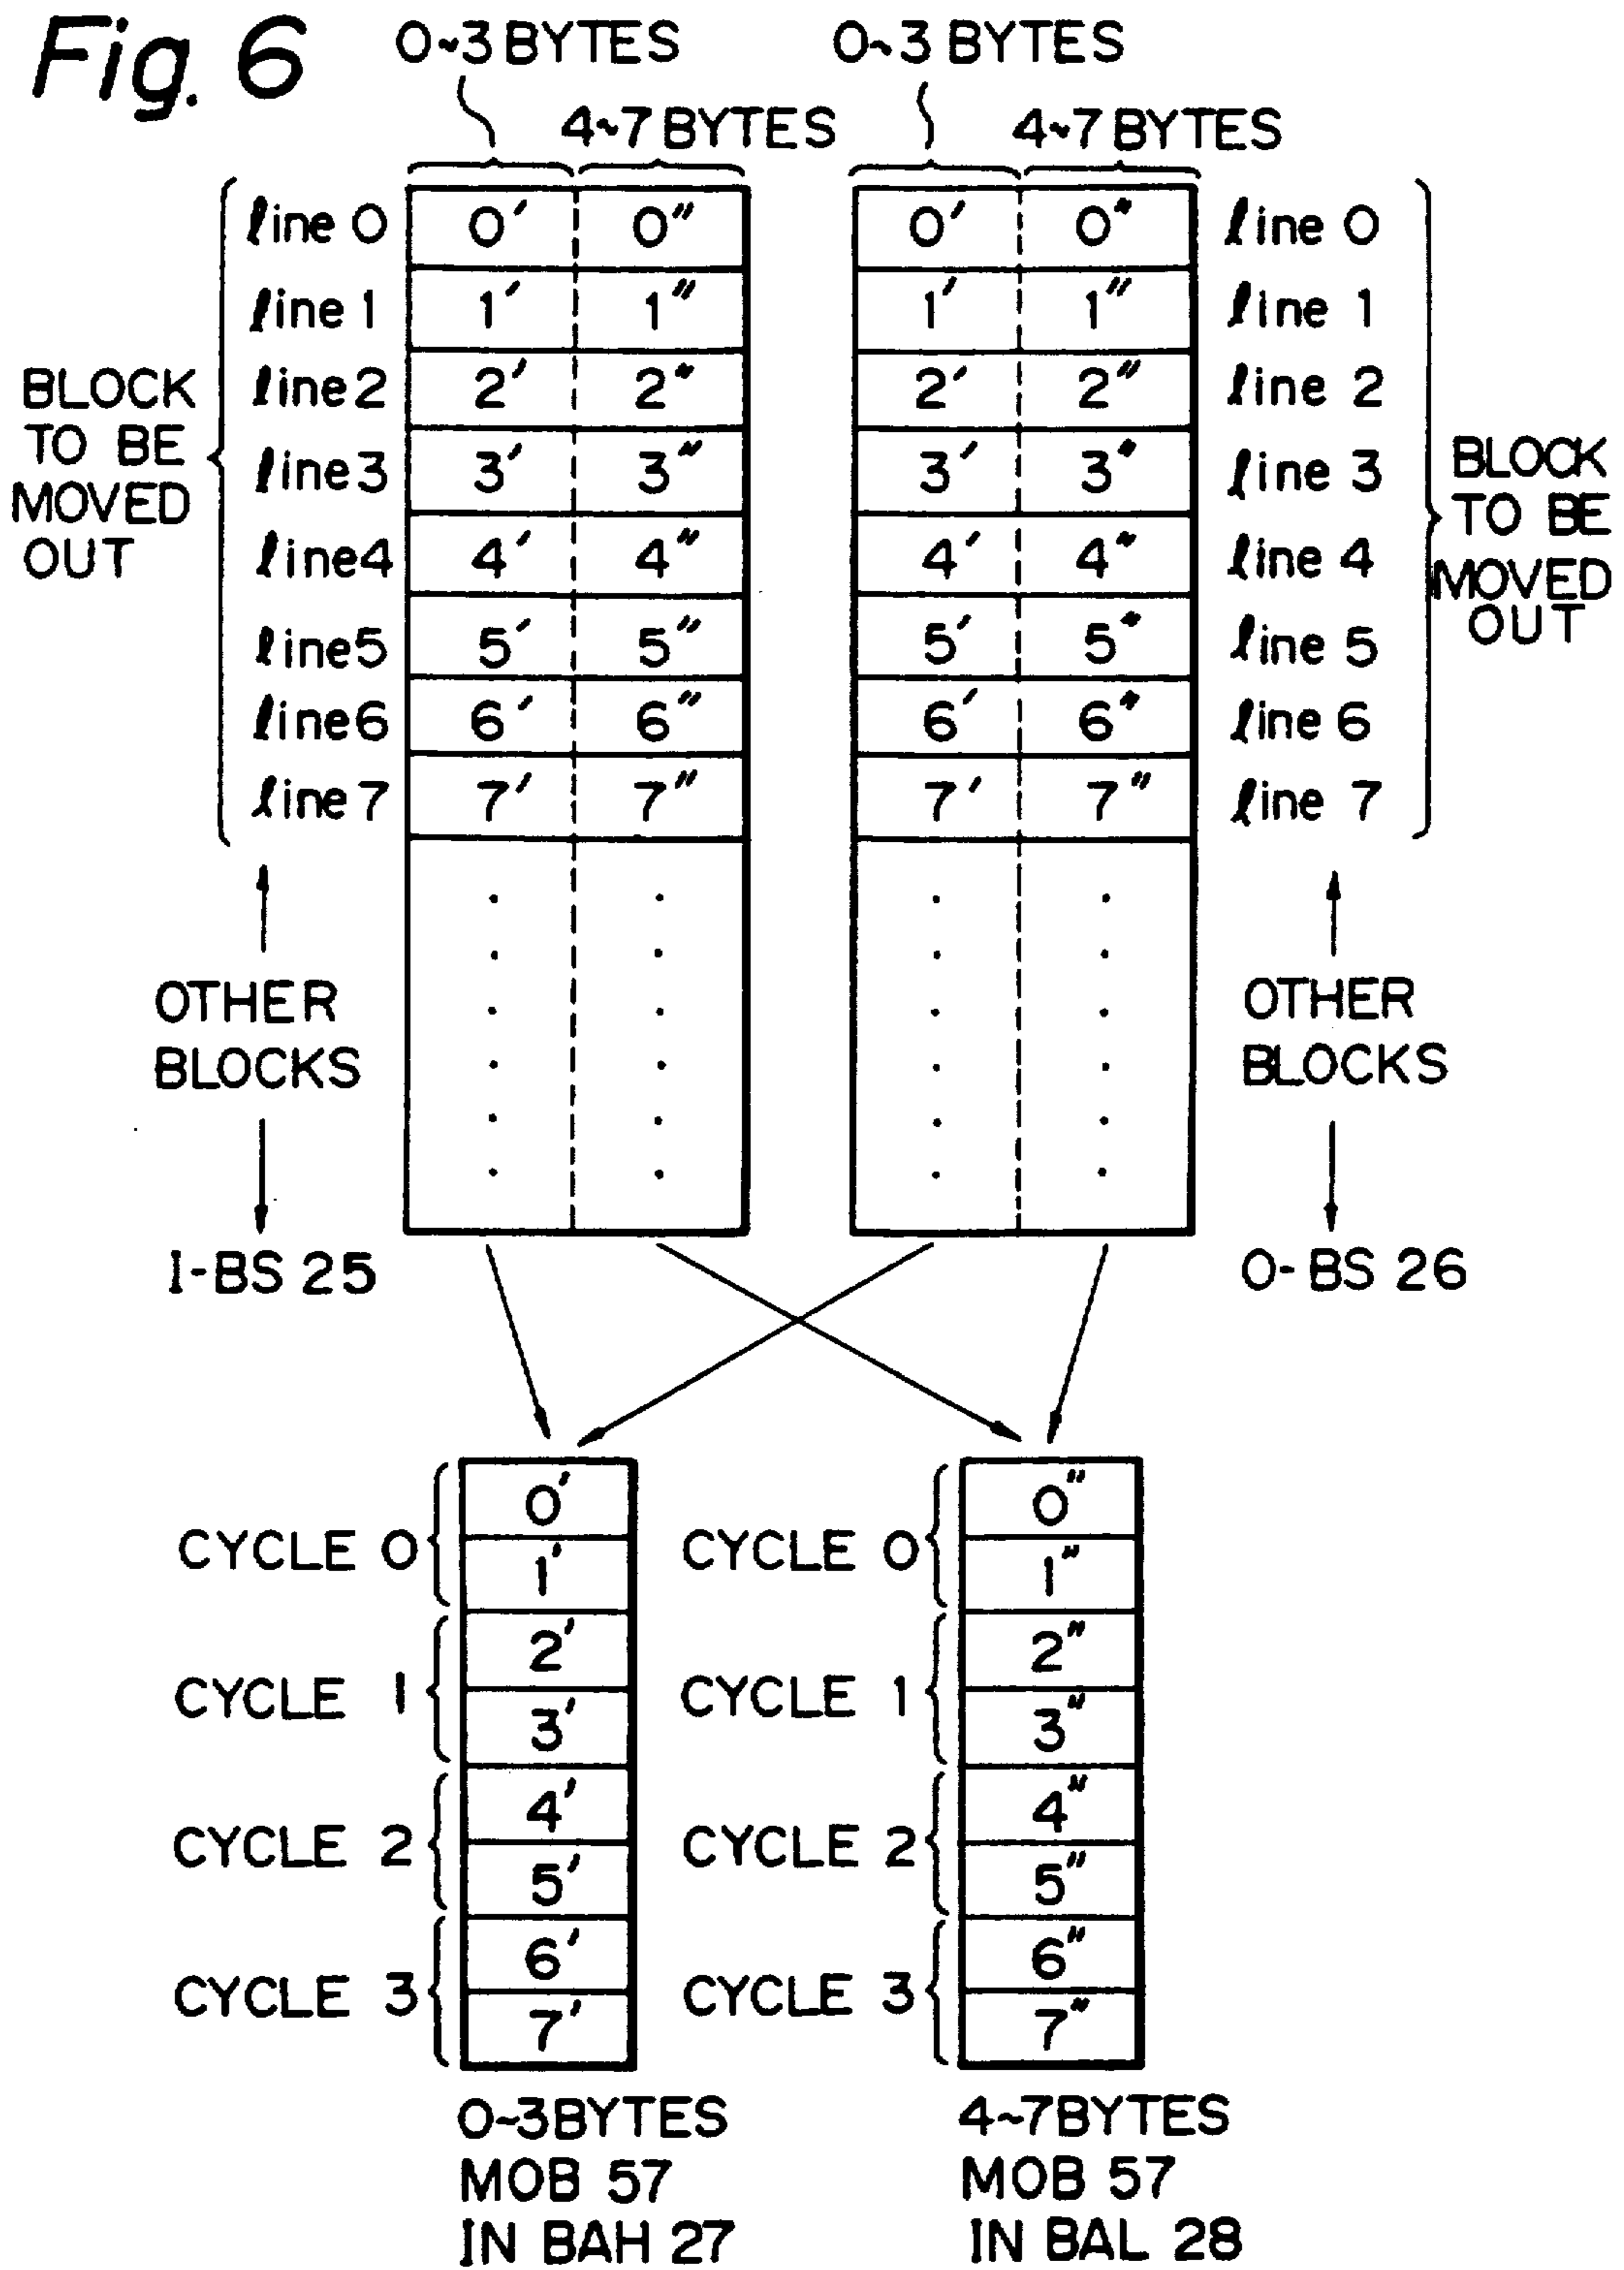 Fig. 6
0~3 BYTES 0~3 BYTES
4~7 BYTES 4~7 BYTES
line 0 0' 0" 0' 0" line 0
line 1 1' 1" 1' 1" line 1
line 2 2' 2" 2' 2" line 2
line 3 3' 3" 3' 3" line 3
line 4 4' 4" 4' 4" line 4
line 5 5' 5" 5' 5" line 5
line 6 6' 6" 6' 6" line 6
line 7 7' 7" 7' 7" line 7
BLOCK
TO BE
MOVED
OUT
BLOCK
TO BE
MOVED
OUT
OTHER
BLOCKS
OTHER
BLOCKS
I-BS 25
O-BS 26
CYCLE 0 0' 1'
CYCLE 1 2' 3'
CYCLE 2 4' 5'
CYCLE 3 6' 7'
0~3BYTES
MOB 57
IN BAH 27
CYCLE 0 0" 1"
CYCLE 1 2" 3"
CYCLE 2 4" 5"
CYCLE 3 6" 7"
4~7BYTES
MOB 57
IN BAL 28